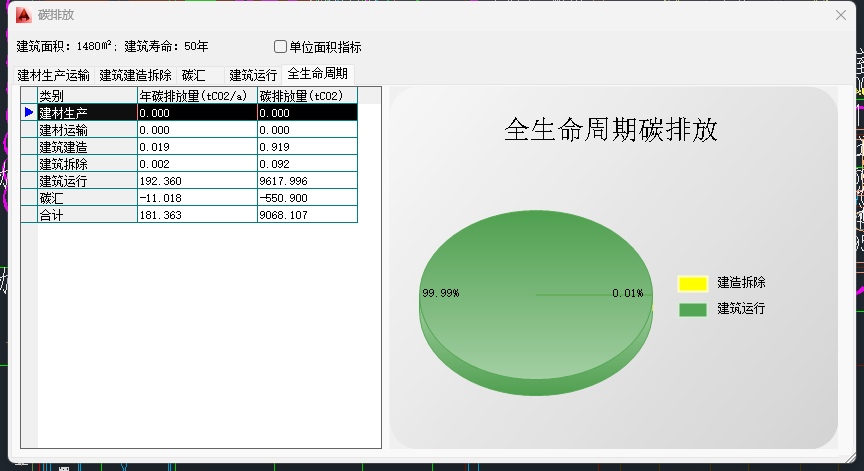 碳排放
建筑面积：1480m²；建筑寿命：50年
单位面积指标
建材生产运输 建筑建造拆除 碳汇 建筑运行 全生命周期
类别 年碳排放量(tCO2/a) 碳排放量(tCO2)
建材生产 0.000 0.000
建材运输 0.000 0.000
建筑建造 0.019 0.919
建筑拆除 0.002 0.092
建筑运行 192.360 9617.996
碳汇 -11.018 -550.900
合计 181.363 9068.107
全生命周期碳排放
99.99% 0.01%
建造拆除
建筑运行